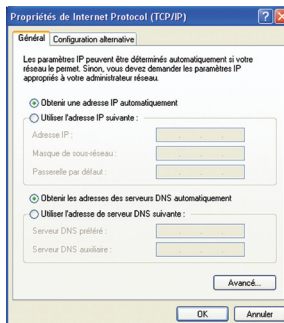 Propriétés de Internet Protocol (TCP/IP)
Général
Configuration alternative
Les paramètres IP peuvent être déterminés automatiquement si votre
réseau le permet. Sinon, vous devez demander les paramètres IP
appropriés à votre administrateur réseau.
Obtenir une adresse IP automatiquement
Utiliser l'adresse IP suivante :
Adresse IP :
Masque de sous-réseau :
Passerelle par défaut :
Obtenir les adresses des serveurs DNS automatiquement
Utiliser l'adresse de serveur DNS suivante :
Serveur DNS préféré :
Serveur DNS auxiliaire :
Avancé...
OK
Annuler